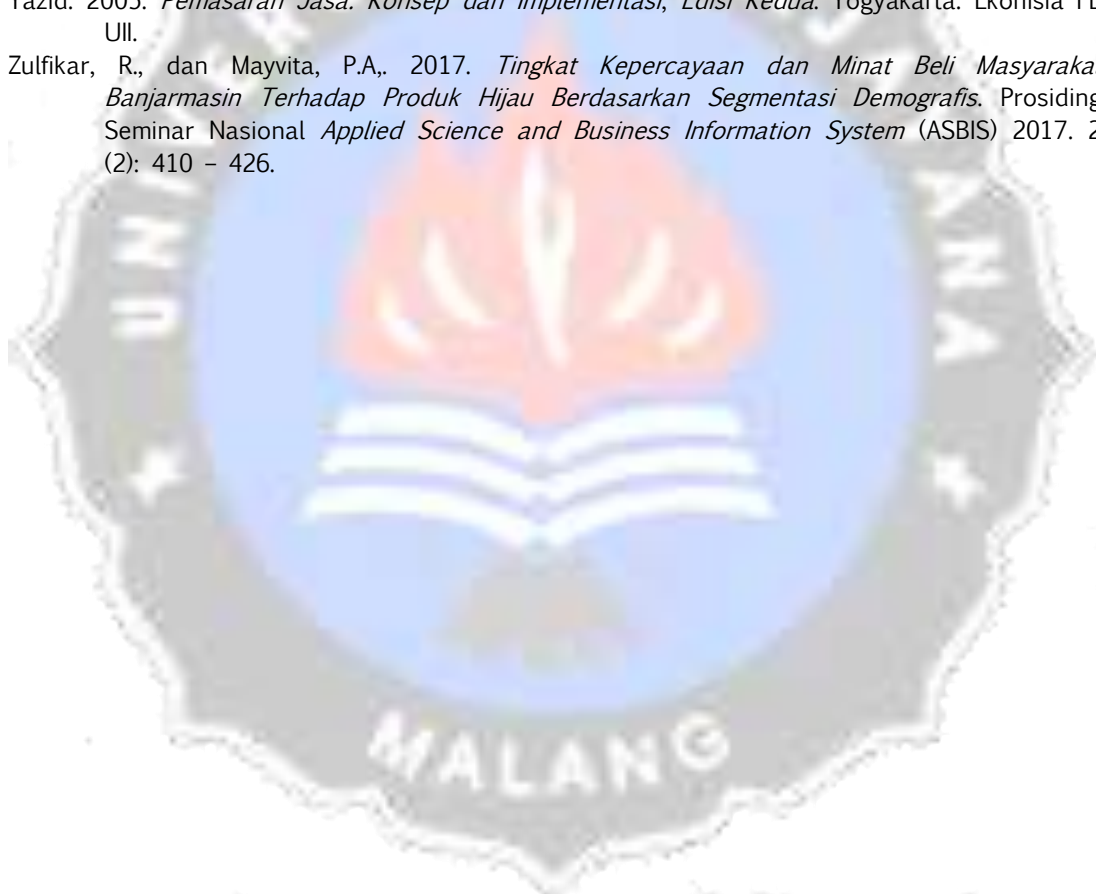 Yazid. 2005. Pemasaran Jasa: Konsep dan Implementasi, Edisi Kedua. Yogyakarta: Ekonisia
UII.
Zulfikar, R., dan Mayvita, P.A,. 2017. Tingkat Kepercayaan dan Minat Beli
Banjarmasin Terhadap Produk Hijau Berdasarkan Segmentasi Demografis. Prosiding
Seminar Nasional Applied Science and Business Information System (ASBIS) 2017. 2
(2): 410 – 426.
MALANG